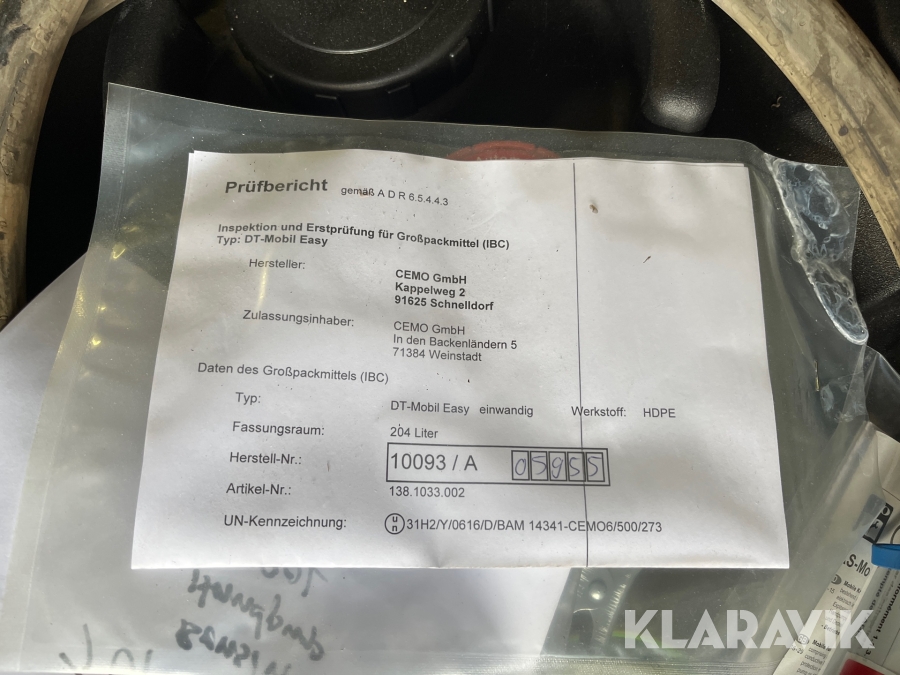 Prüfbericht gemäß A D R 6.5.4.4.3
Inspektion und Erstprüfung für Großpackmittel (IBC)
Typ: DT-Mobil Easy
Hersteller: CEMO GmbH
Kappelweg 2
91625 Schnelldorf
Zulassungsinhaber: CEMO GmbH
In den Backenländern 5
71384 Weinstadt
Daten des Großpackmittels (IBC)
Typ: DT-Mobil Easy einwandig Werkstoff: HDPE
Fassungsraum: 204 Liter
Herstell-Nr.: 10093 / A 05955
Artikel-Nr.: 138.1033.002
UN-Kennzeichnung: un 31H2/Y/0616/D/BAM 14341-CEMO6/500/273
KLARAVIK